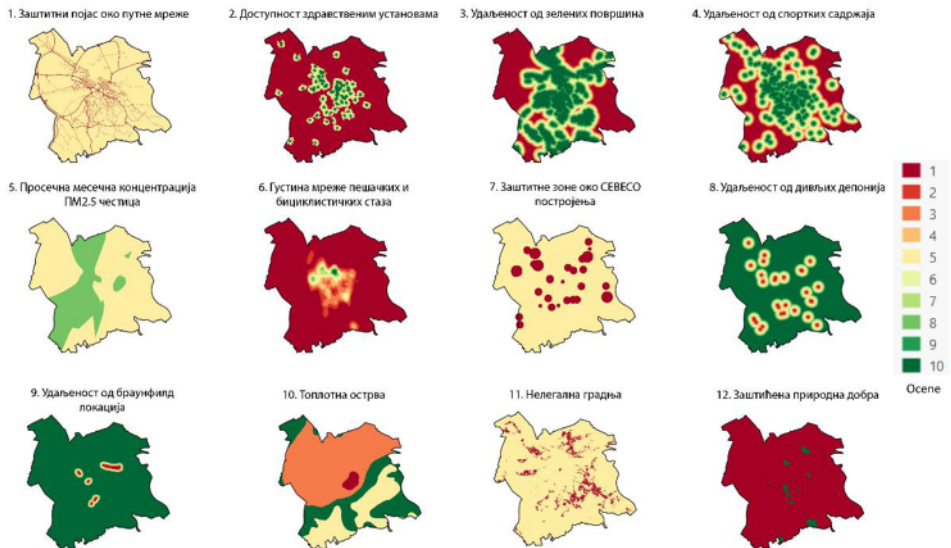 1. Заштитни појас око путне мреже
2. Доступност здравственим установама
3. Удаљеност од зелених површина
4. Удаљеност од спортких садржаја
5. Просечна месечна концентрација
ПМ2.5 честица
6. Густина мреже пешачких и
бициклистичких стаза
7. Заштитне зоне око СЕВЕСО
постројења
8. Удаљеност од дивљих депонија
1
2
3
4
5
6
7
8
9
10
Ocene
9. Удаљеност од браунфилд
локација
10. Топлотна острва
11. Нелегална градња
12. Заштићена природна добра